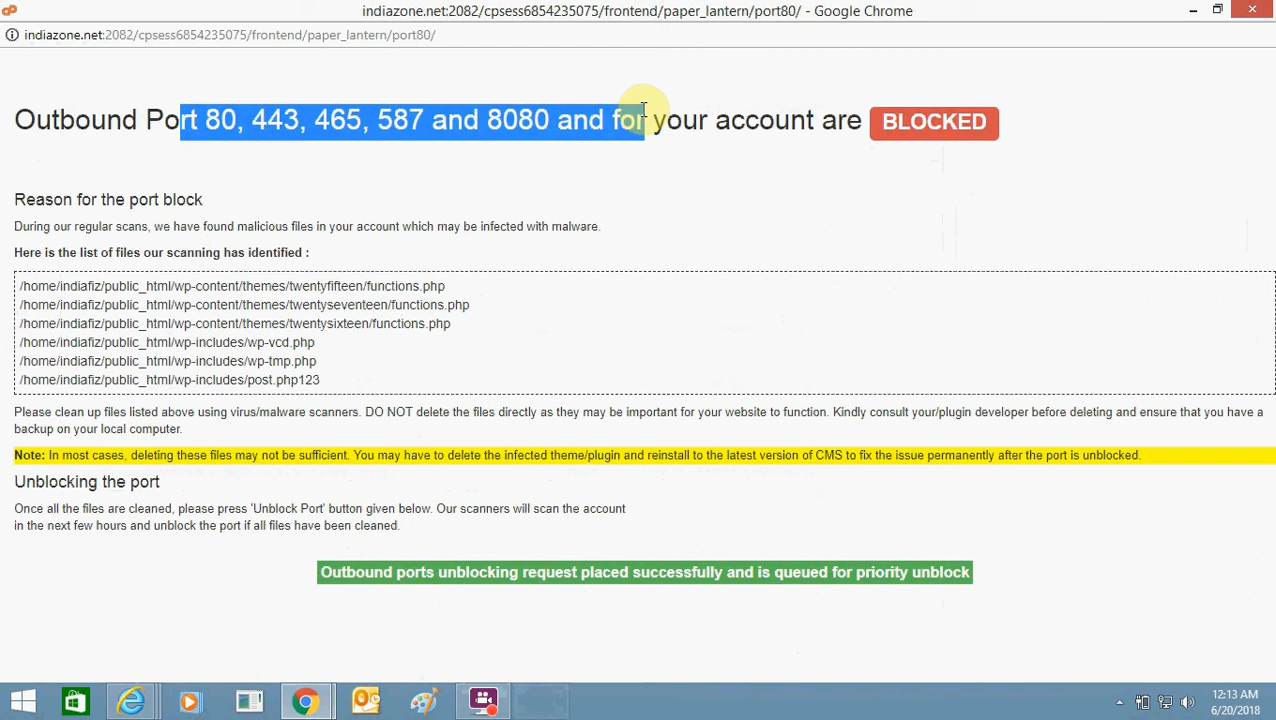 indiazone.net:2082/cpsess6854235075/frontend/paper_lantern/port80/ - Google Chrome
indiazone.net:2082/cpsess6854235075/frontend/paper_lantern/port80/
Outbound Port 80, 443, 465, 587 and 8080 and for your account are BLOCKED
Reason for the port block
During our regular scans, we have found malicious files in your account which may be infected with malware.
Here is the list of files our scanning has identified :
/home/indiafiz/public_html/wp-content/themes/twentyfifteen/functions.php
/home/indiafiz/public_html/wp-content/themes/twentyseventeen/functions.php
/home/indiafiz/public_html/wp-content/themes/twentysixteen/functions.php
/home/indiafiz/public_html/wp-includes/wp-vcd.php
/home/indiafiz/public_html/wp-includes/wp-tmp.php
/home/indiafiz/public_html/wp-includes/post.php123
Please clean up files listed above using virus/malware scanners. DO NOT delete the files directly as they may be important for your website to function. Kindly consult your/plugin developer before deleting and ensure that you have a
backup on your local computer.
Note: In most cases, deleting these files may not be sufficient. You may have to delete the infected theme/plugin and reinstall to the latest version of CMS to fix the issue permanently after the port is unblocked.
Unblocking the port
Once all the files are cleaned, please press 'Unblock Port' button given below. Our scanners will scan the account
in the next few hours and unblock the port if all files have been cleaned.
Outbound ports unblocking request placed successfully and is queued for priority unblock
12:13 AM
6/20/2018